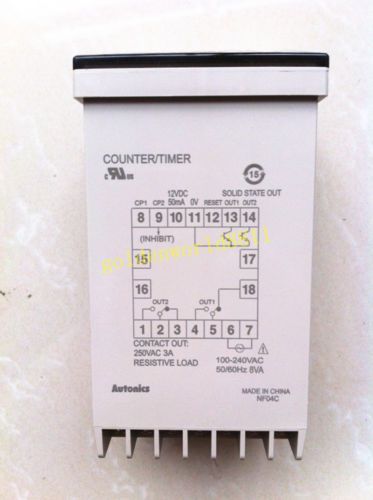 COUNTER/TIMER
c RU us
15
12VDC SOLID STATE OUT
CP1 CP2 50mA 0V RESET OUT1 OUT2
8 9 10 11 12 13 14
(INHIBIT)
15 17
16 18
OUT2 OUT1
1 2 3 4 5 6 7
CONTACT OUT:
250VAC 3A
RESISTIVE LOAD
100-240VAC
50/60Hz 8VA
Autonics
MADE IN CHINA
NF04C